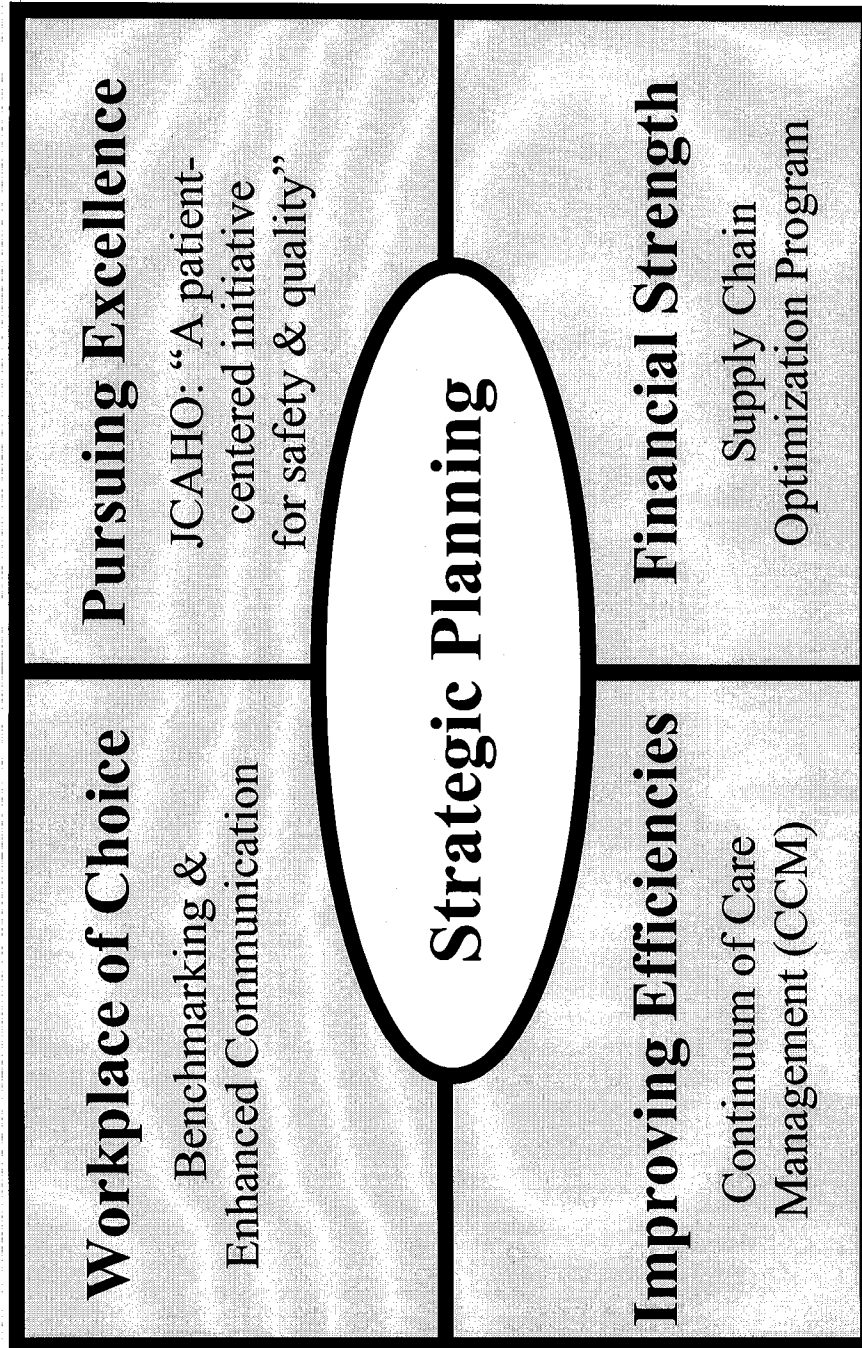 Workplace of Choice
Benchmarking &
Enhanced Communication
Pursuing Excellence
JCAHO: “A patient-
centered initiative
for safety & quality”
Strategic Planning
Improving Efficiencies
Continuum of Care
Management (CCM)
Financial Strength
Supply Chain
Optimization Program